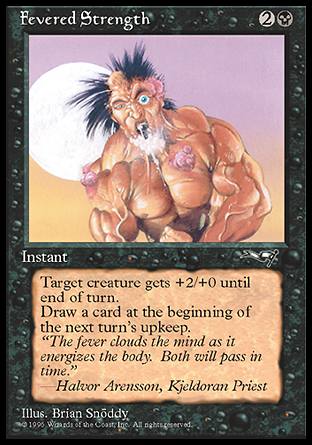 Fevered Strength 2
Instant
Target creature gets +2/+0 until
end of turn.
Draw a card at the beginning of
the next turn's upkeep.
"The fever clouds the mind as it
energizes the body.  Both will pass in
time."
—Halvor Arensson, Kjeldoran Priest
Illus. Brian Snōddy
© 1996 Wizards of the Coast, Inc. All rights reserved.